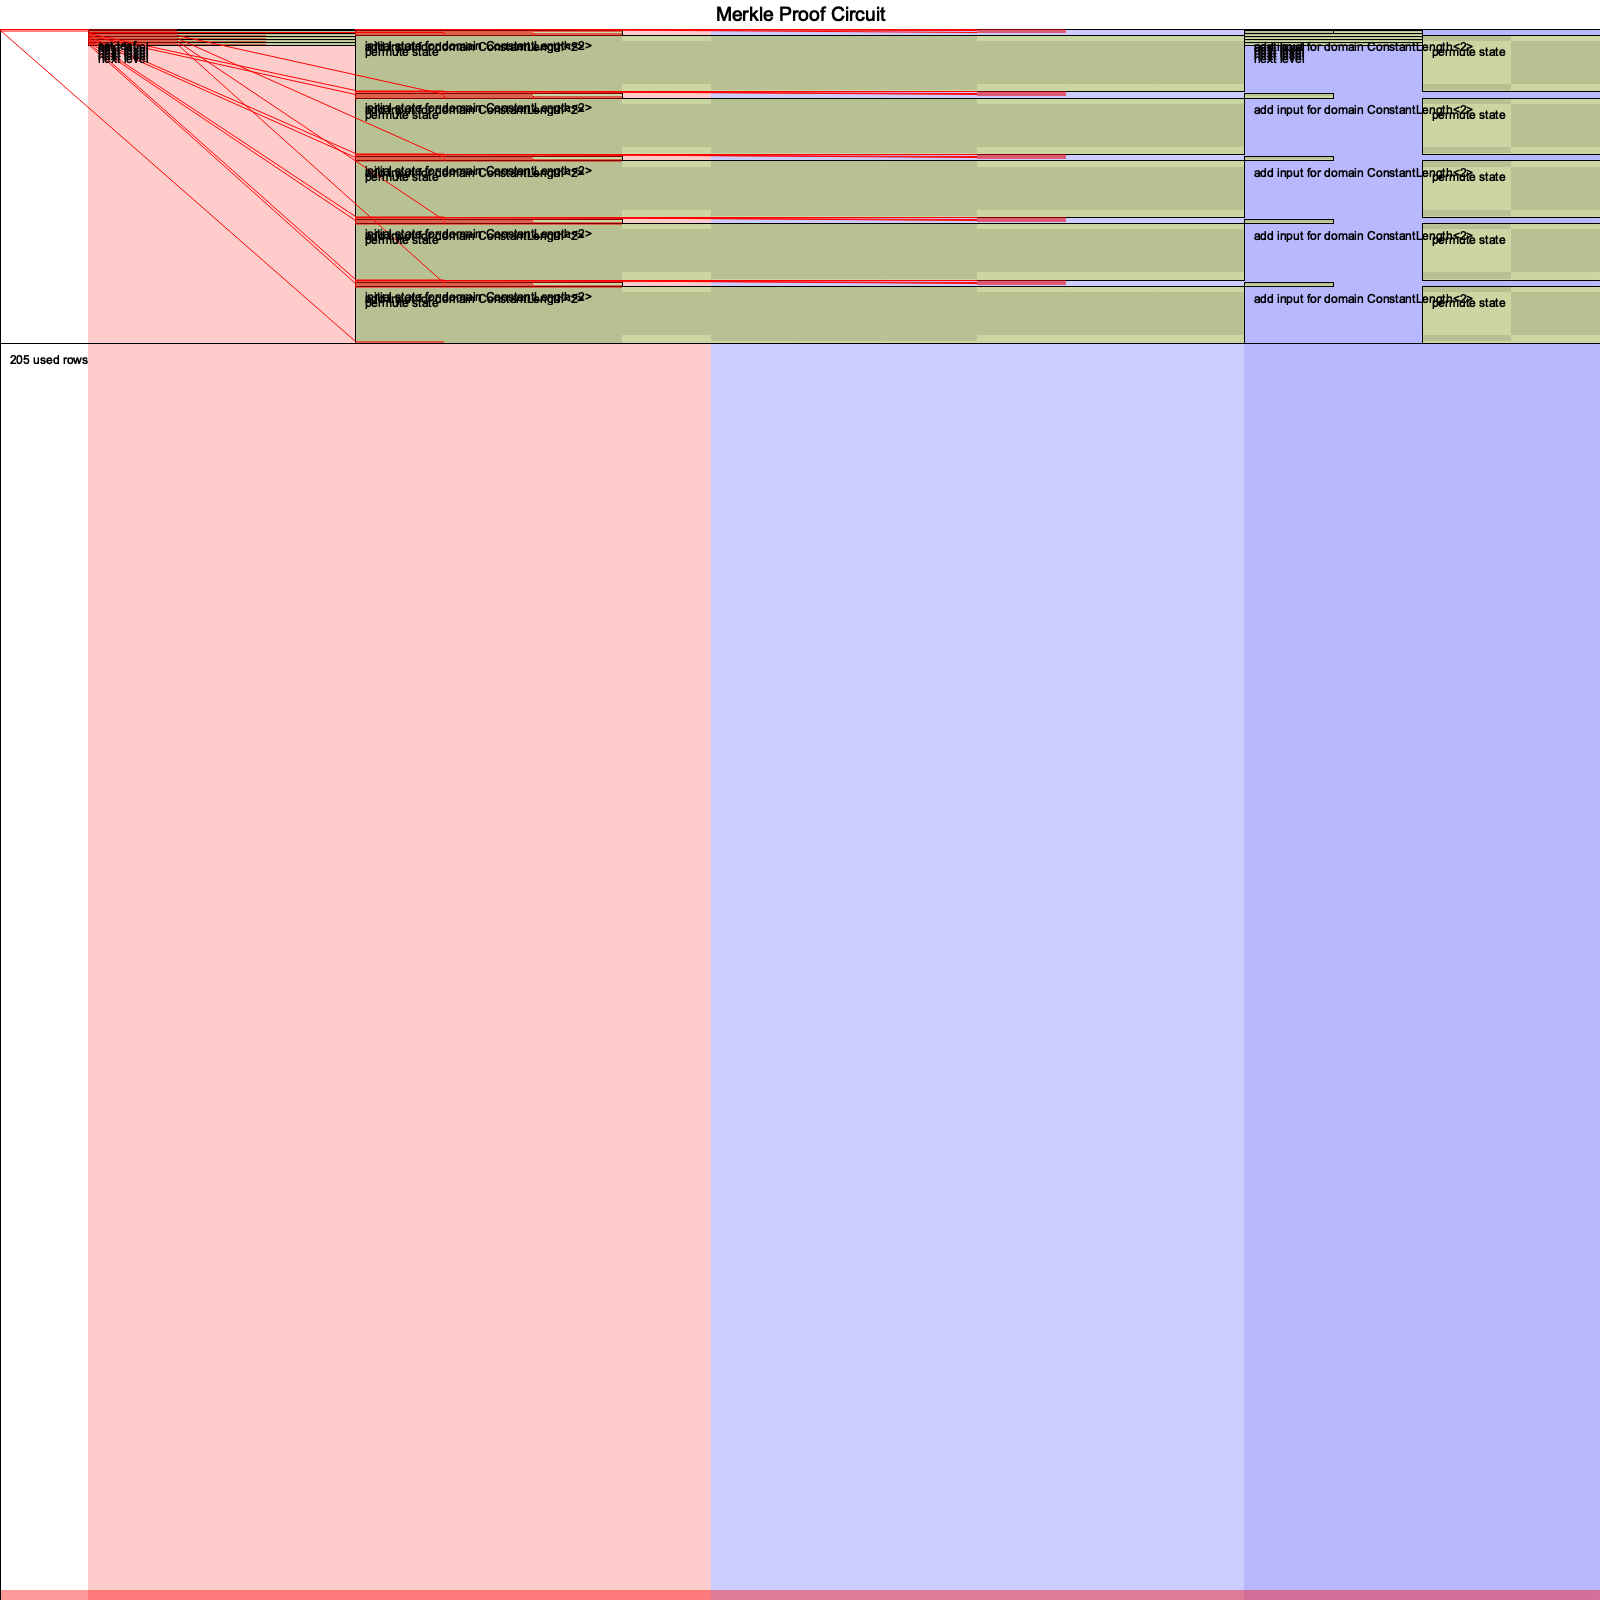 Merkle Proof Circuit
next level
next level
initial state for domain ConstantLength<2>
permute state
add input for domain ConstantLength<2>
next level
permute state
initial state for domain ConstantLength<2>
permute state
add input for domain ConstantLength<2>
permute state
initial state for domain ConstantLength<2>
permute state
add input for domain ConstantLength<2>
permute state
initial state for domain ConstantLength<2>
permute state
add input for domain ConstantLength<2>
permute state
initial state for domain ConstantLength<2>
permute state
add input for domain ConstantLength<2>
permute state
205 used rows